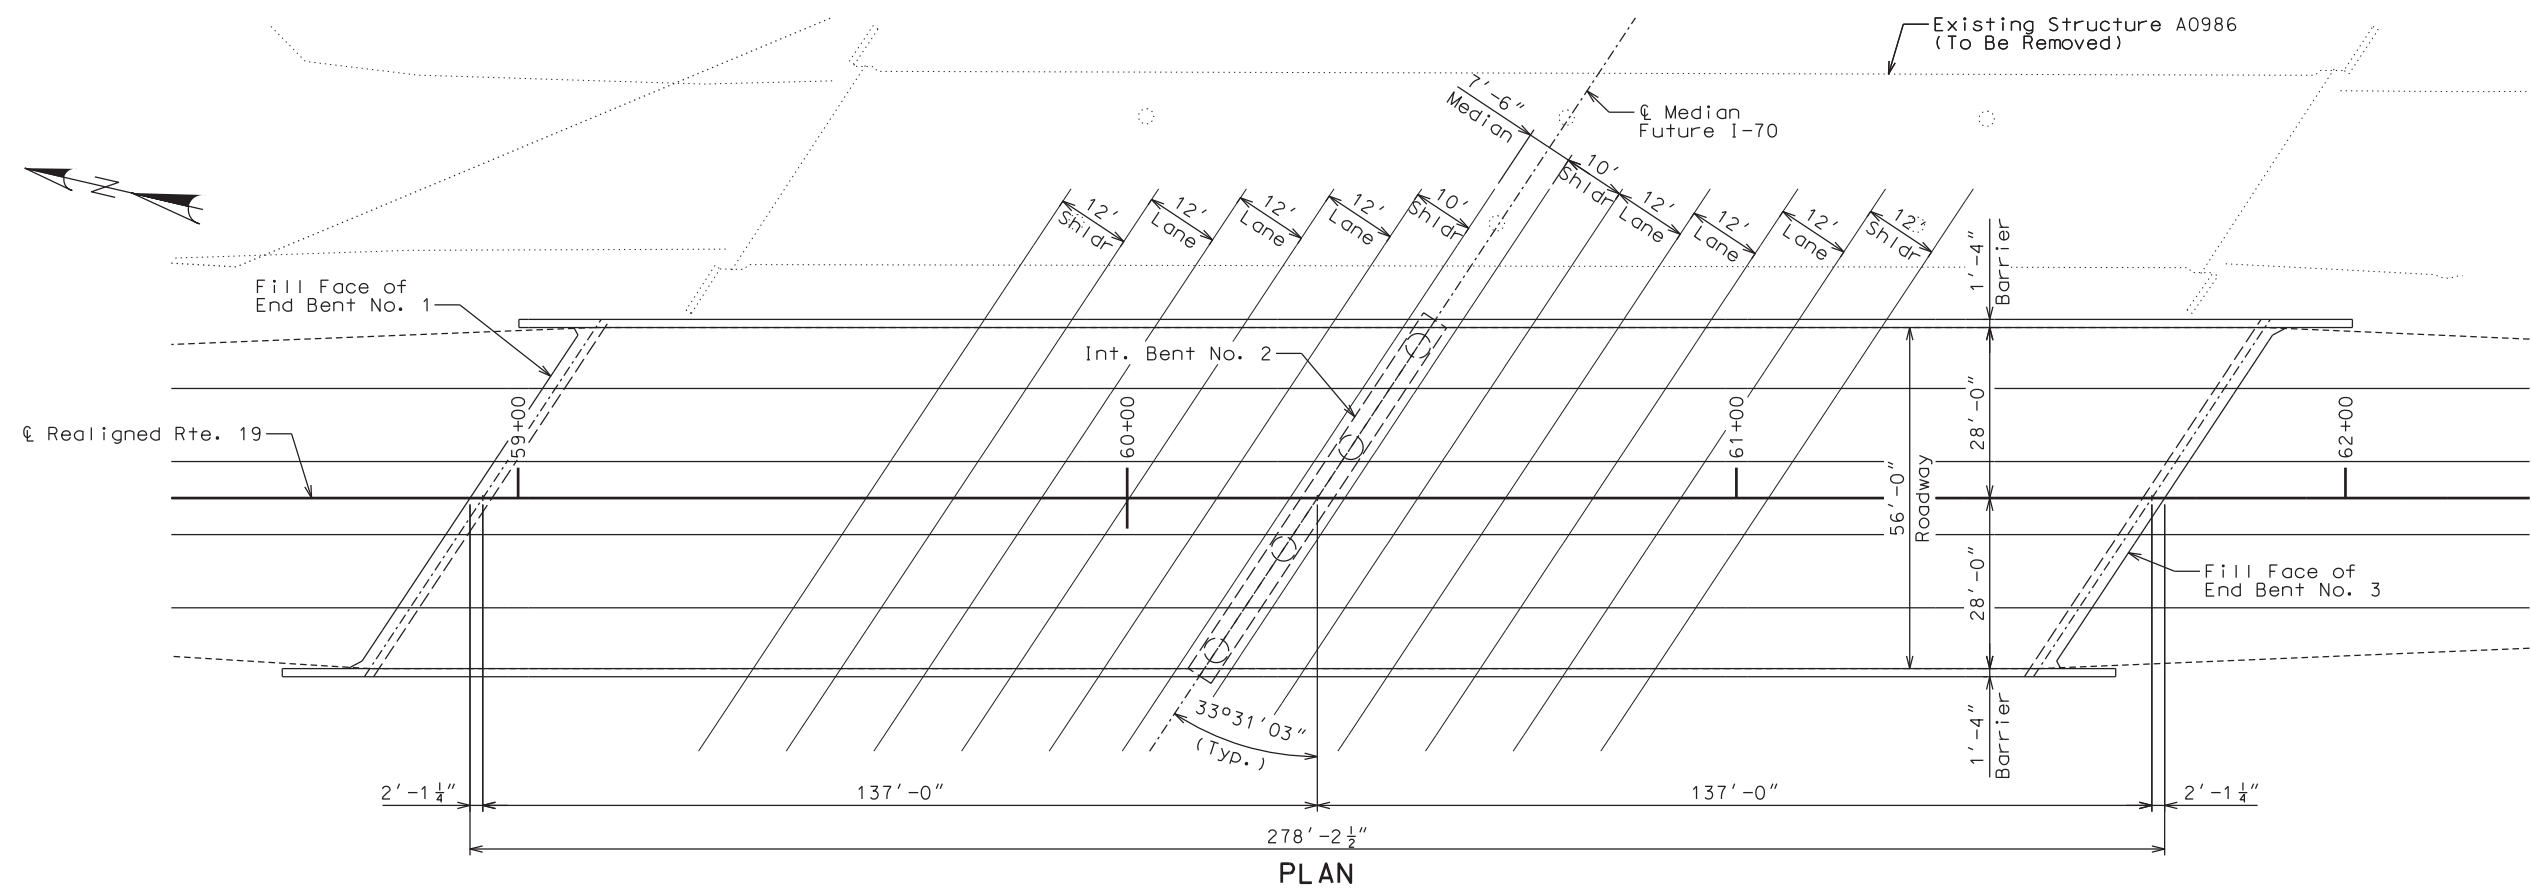 Existing Structure A0986
(To Be Removed)
7'-6"
Median
℄ Median
Future I-70
N
12'
Shldr
12'
Lane
12'
Lane
12'
Lane
10'
Shldr
10'
Shldr
12'
Lane
12'
Lane
12'
Lane
12'
Shldr
1'-4"
Barrier
Fill Face of
End Bent No. 1
Int. Bent No. 2
℄ Realigned Rte. 19
59+00
60+00
61+00
62+00
28'-0"
56'-0"
Roadway
28'-0"
Fill Face of
End Bent No. 3
33°31'03"
(Typ.)
1'-4"
Barrier
2'-1¼"
137'-0"
137'-0"
2'-1¼"
278'-2½"
PLAN